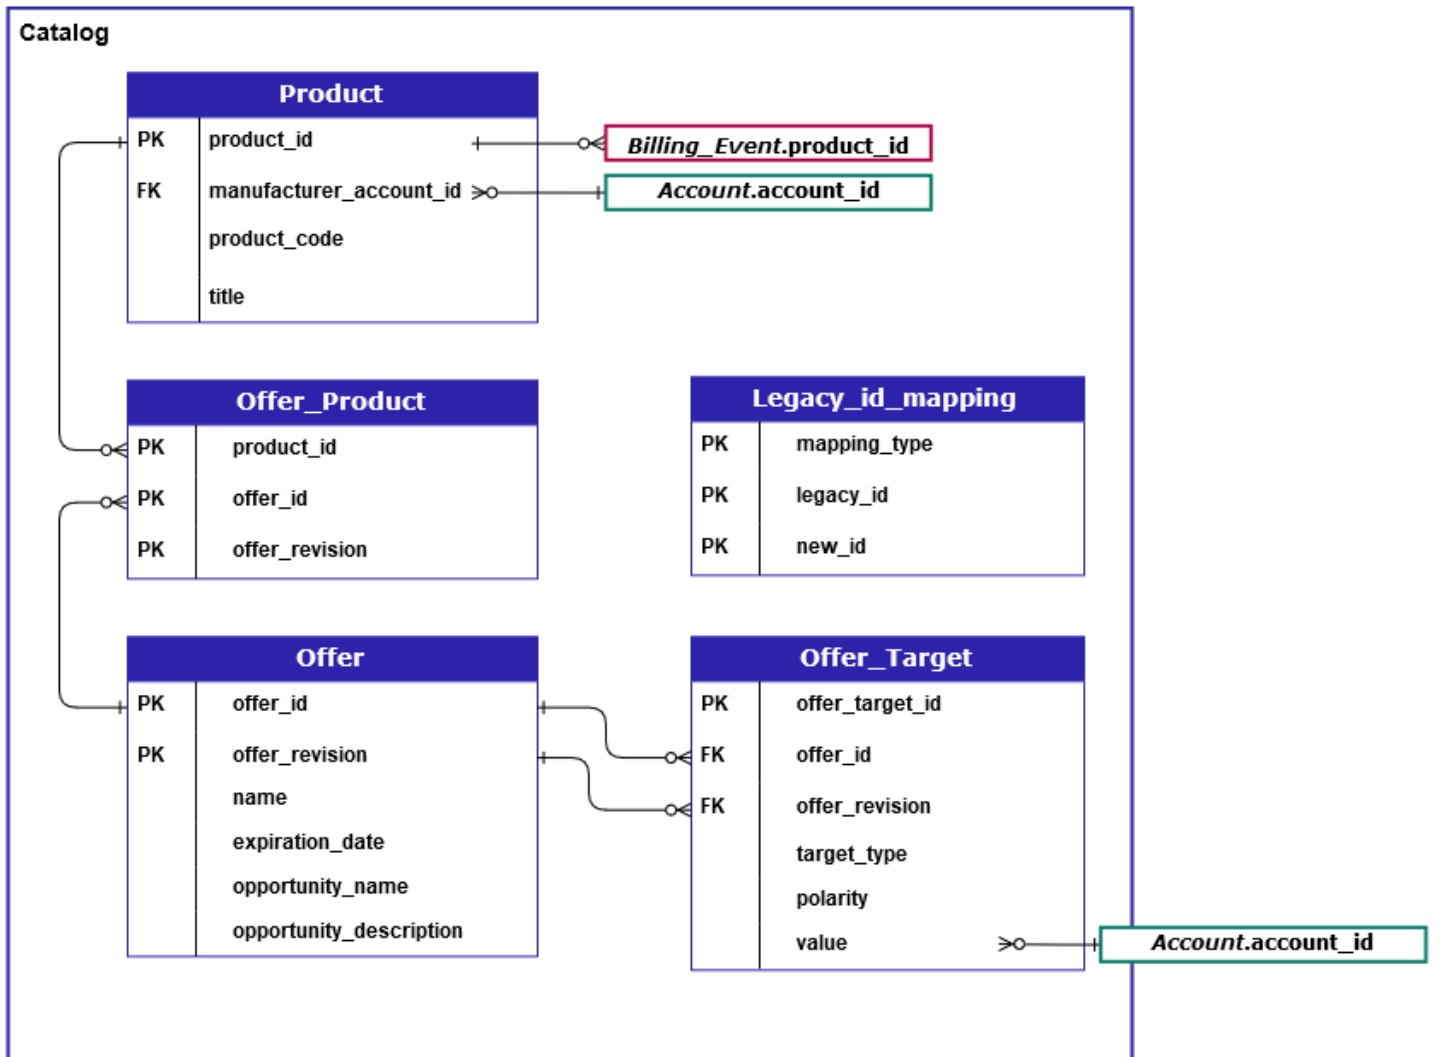 Catalog
Product
PK product_id
Billing_Event.product_id
FK manufacturer_account_id
Account.account_id
product_code
title
Offer_Product
PK product_id
PK offer_id
PK offer_revision
Legacy_id_mapping
PK mapping_type
PK legacy_id
PK new_id
Offer
PK offer_id
PK offer_revision
name
expiration_date
opportunity_name
opportunity_description
Offer_Target
PK offer_target_id
FK offer_id
FK offer_revision
target_type
polarity
value
Account.account_id